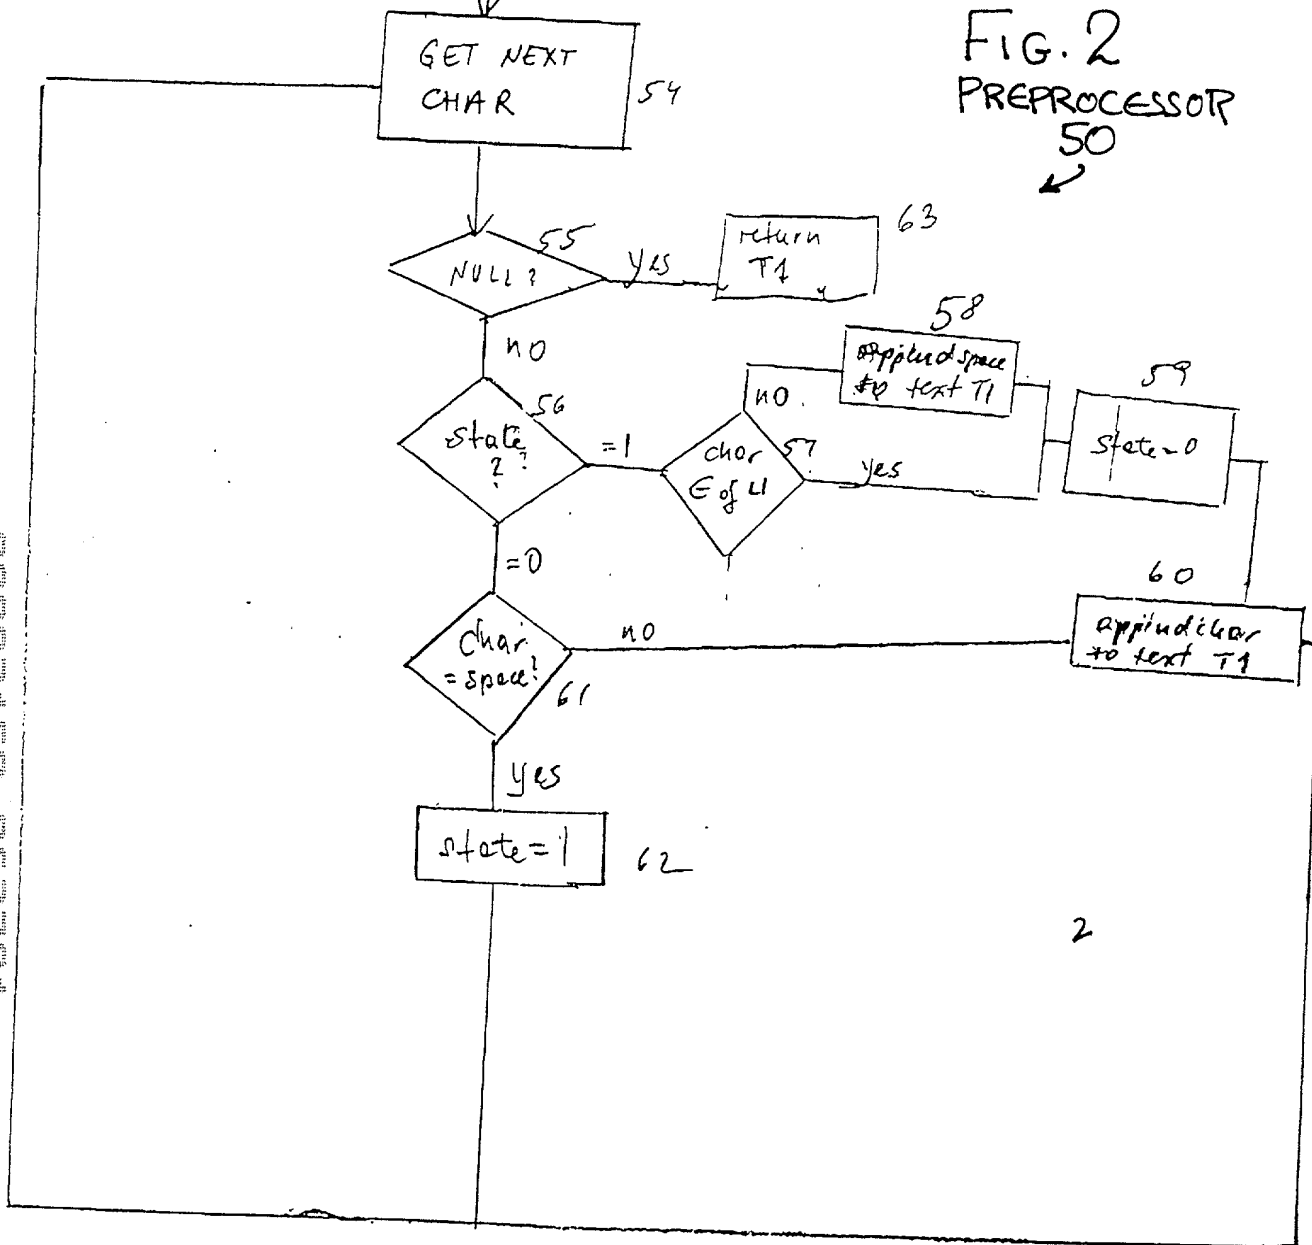 FIG. 2
PREPROCESSOR
50
GET NEXT
CHAR
54
NULL?
55
yes
return
T1
63
no
state
?
56
=1
char
∈ of L1
57
no.
append space
to text T1
58
yes
state=0
59
=0
char
=space?
61
no
append char
to text T1
60
yes
state=1
62
2